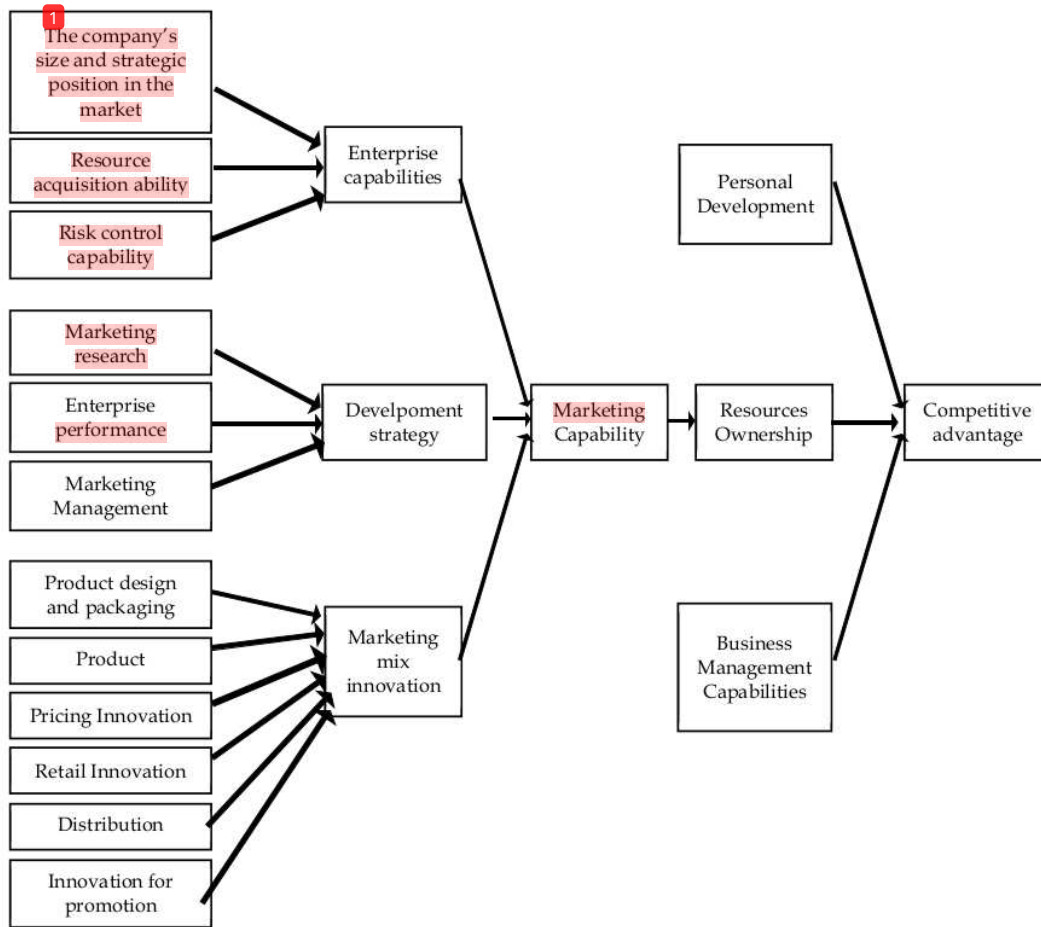 1
The company's
size and strategic
position in the
market
Resource
acquisition ability
Risk control
capability
Enterprise
capabilities
Personal
Development
Marketing
research
Enterprise
performance
Marketing
Management
Develpoment
strategy
Marketing
Capability
Resources
Ownership
Competitive
advantage
Product design
and packaging
Product
Pricing Innovation
Retail Innovation
Distribution
Innovation for
promotion
Marketing
mix
innovation
Business
Management
Capabilities